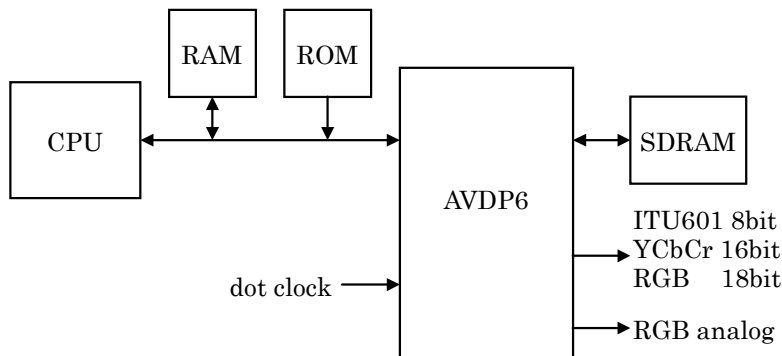 RAM
ROM
CPU
SDRAM
AVDP6
ITU601 8bit
YCbCr 16bit
RGB 18bit
dot clock
RGB analog